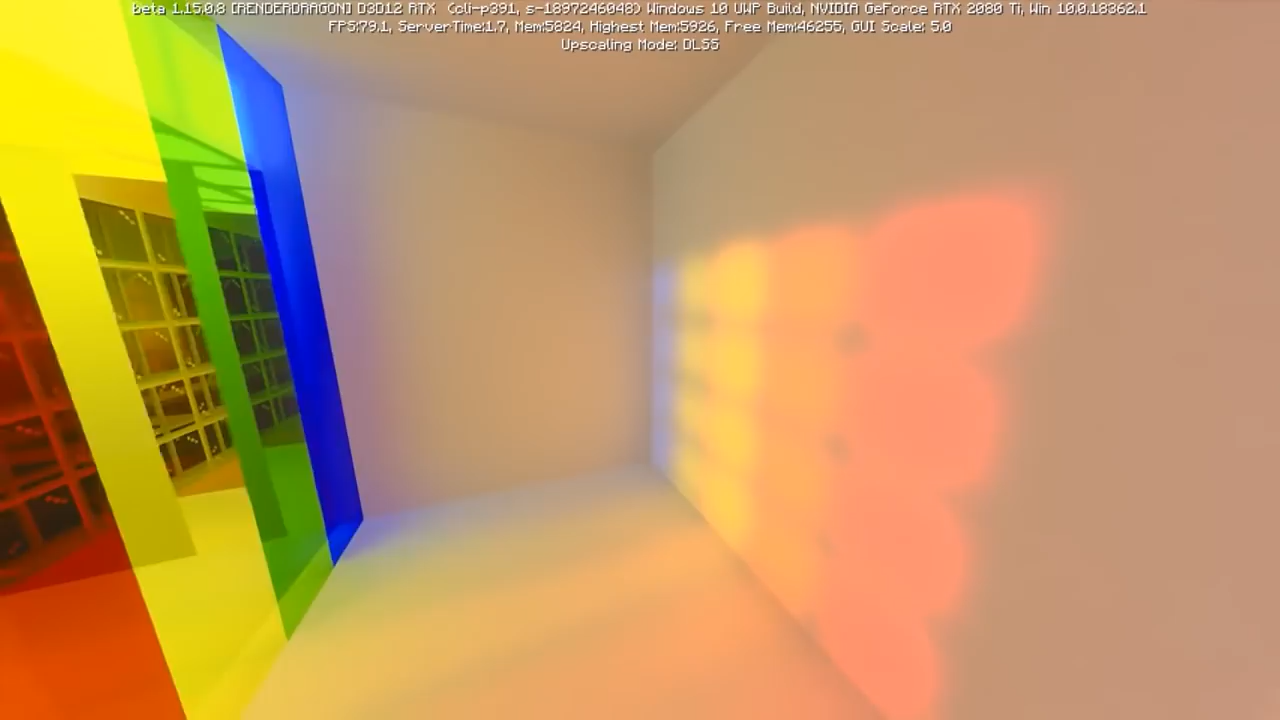 beta 1.15.0.8 [RENDERDRAGON] D3D12 RTX (cli-p391, s-1897246048) Windows 10 UWP Build, NVIDIA GeForce RTX 2080 Ti, Win 10.0.18362.1
FPS:79.1, ServerTime:1.7, Mem:5824, Highest Mem:5926, Free Mem:46255, GUI Scale: 5.0
Upscaling Mode: DLSS